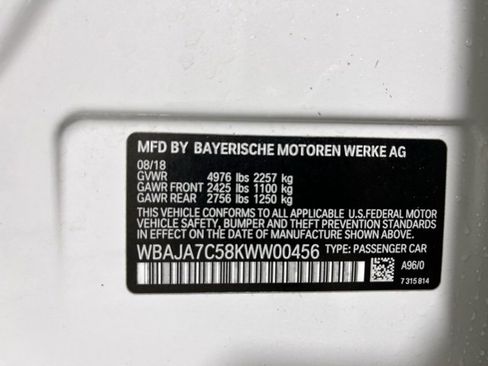 MFD BY BAYERISCHE MOTOREN WERKE AG
08/18
GVWR 4976 lbs 2257 kg
GAWR FRONT 2425 lbs 1100 kg
GAWR REAR 2756 lbs 1250 kg
THIS VEHICLE CONFORMS TO ALL APPLICABLE U.S.FEDERAL MOTOR
VEHICLE SAFETY, BUMPER AND THEFT PREVENTION STANDARDS
IN EFFECT ON THE DATE OF MANUFACTURE SHOWN ABOVE.
WBAJA7C58KWW00456 TYPE: PASSENGER CAR
A96/0
7 315 814